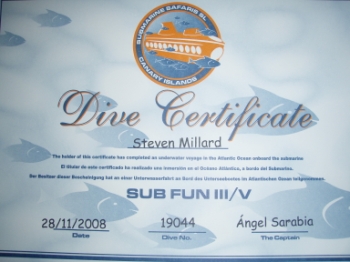 SUBMARINE SAFARIS SL
CANARY ISLANDS
Dive Certificate
Steven Millard
The holder of this certificate has completed an underwater voyage in the Atlantic Ocean onboard the submarine
El titular de este certificado ha realizado una inmersión en el Océano Atlántico, a bordo del Submarino.
Der Besitzer dieser Bescheinigung hat an einer Unterwasserfahrt an Bord des Unterseebootes im Atlantischen Ozean teilgenommen.
SUB FUN III/V
28/11/2008 19044 Ángel Sarabia
Date Dive No. The Captain